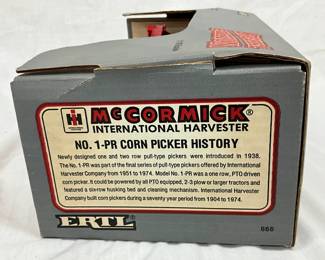 IH
McCORMICK®
INTERNATIONAL HARVESTER
NO. 1-PR CORN PICKER HISTORY
Newly designed one and two row pull-type pickers were introduced in 1938.
The No. 1-PR was part of the final series of pull-type pickers offered by International
Harvester Company from 1951 to 1974. Model No. 1-PR was a one row, PTO driven
corn picker. It could be powered by all PTO equipped, 2-3 plow or larger tractors and
featured a six-row husking bed and cleaning mechanism. International Harvester
Company built corn pickers during a seventy year period from 1904 to 1974.
ERTL
666